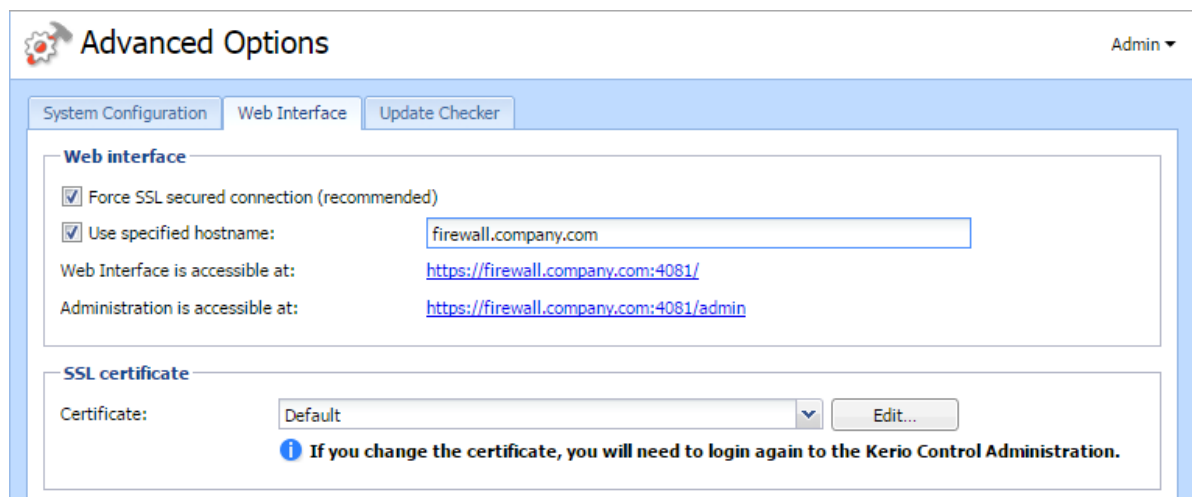 Advanced Options
Admin
System Configuration
Web Interface
Update Checker
Web interface
Force SSL secured connection (recommended)
Use specified hostname: firewall.company.com
Web Interface is accessible at: https://firewall.company.com:4081/
Administration is accessible at: https://firewall.company.com:4081/admin
SSL certificate
Certificate: Default Edit...
If you change the certificate, you will need to login again to the Kerio Control Administration.